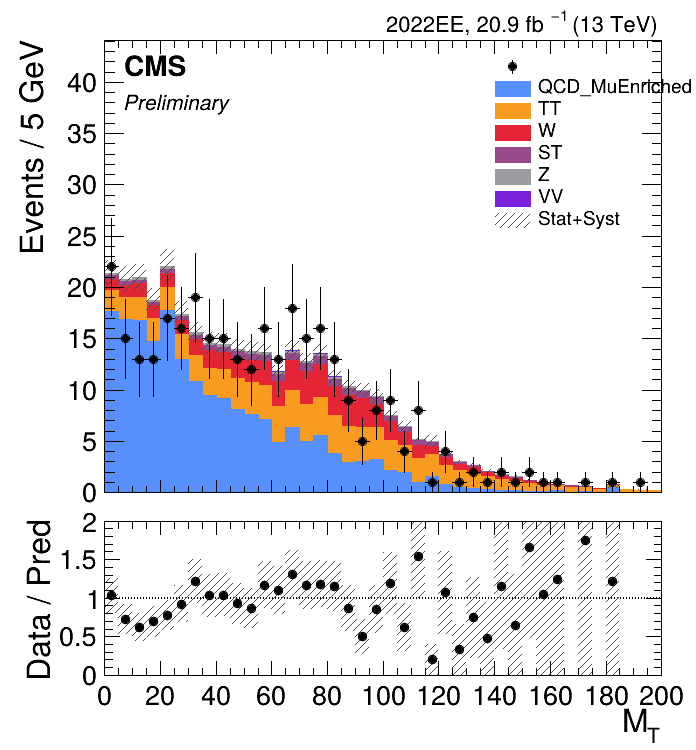 2022EE, 20.9 fb ⁻¹ (13 TeV)
CMS
Preliminary
QCD_MuEnriched
TT
W
ST
Z
VV
Stat+Syst
Events / 5 GeV
40
35
30
25
20
15
10
5
0
Data / Pred
2
1.5
1
0.5
0
0 20 40 60 80 100 120 140 160 180 200
M_T